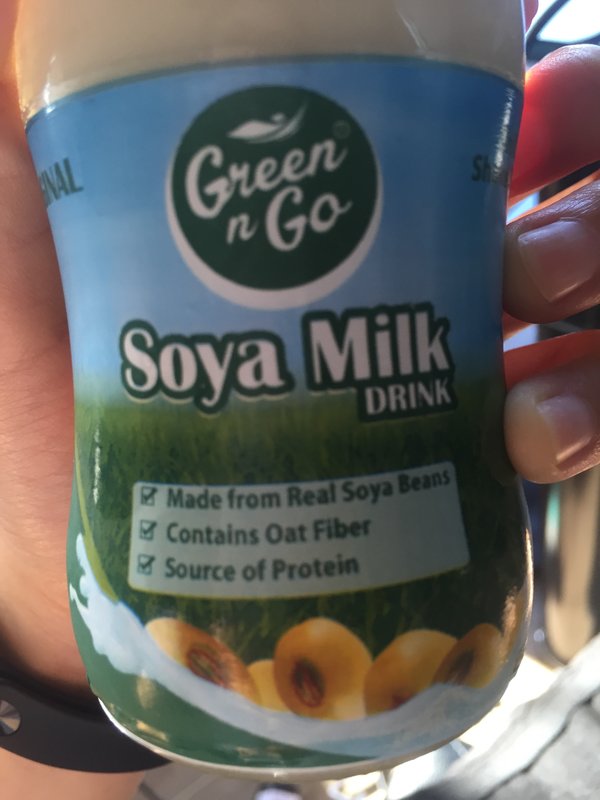 Green
n Go
Soya Milk
DRINK
Made from Real Soya Beans
Contains Oat Fiber
Source of Protein